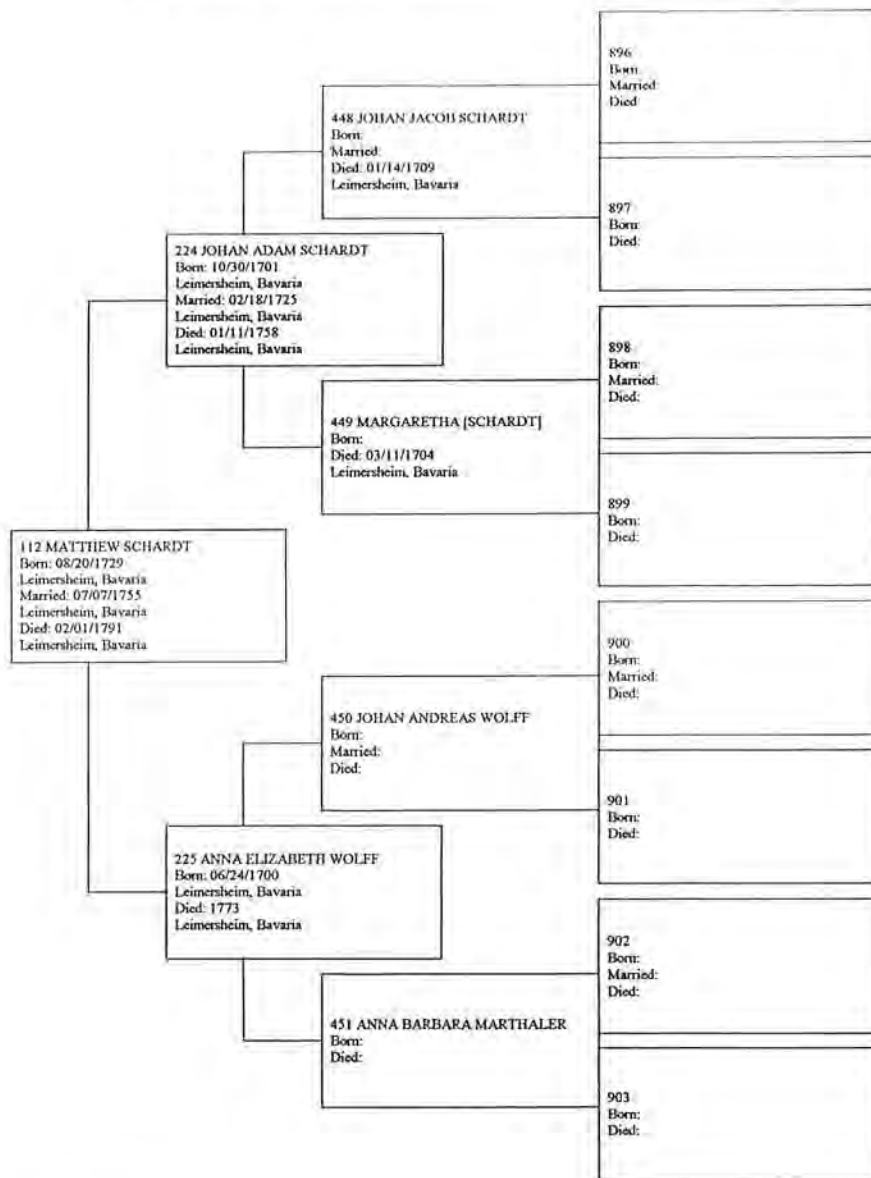 896
Born:
Married:
Died
448 JOHAN JACOB SCHARDT
Born:
Married:
Died: 01/14/1709
Leimersheim, Bavaria
897
Born:
Died:
224 JOHAN ADAM SCHARDT
Born: 10/30/1701
Leimersheim, Bavaria
Married: 02/18/1725
Leimersheim, Bavaria
Died: 01/11/1758
Leimersheim, Bavaria
898
Born:
Married:
Died:
449 MARGARETHA [SCHARDT]
Born:
Died: 03/11/1704
Leimersheim, Bavaria
899
Born:
Died:
112 MATTHEW SCHARDT
Born: 08/20/1729
Leimersheim, Bavaria
Married: 07/07/1755
Leimersheim, Bavaria
Died: 02/01/1791
Leimersheim, Bavaria
900
Born:
Married:
Died:
450 JOHAN ANDREAS WOLFF
Born:
Married:
Died:
901
Born:
Died:
225 ANNA ELIZABETH WOLFF
Born: 06/24/1700
Leimersheim, Bavaria
Died: 1773
Leimersheim, Bavaria
902
Born:
Married:
Died:
451 ANNA BARBARA MARTHALER
Born:
Died:
903
Born:
Died: